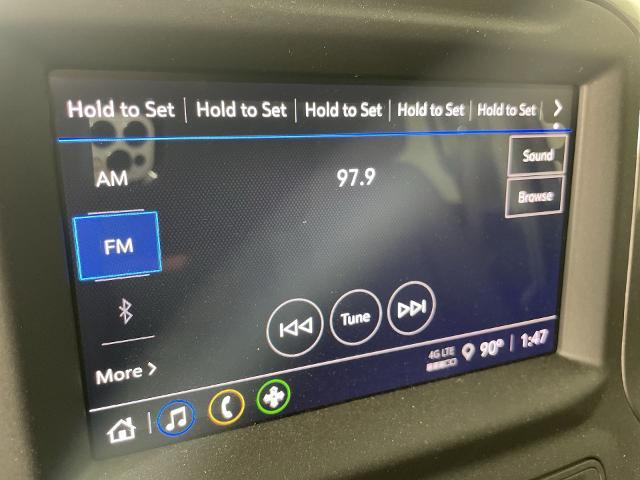 Hold to Set Hold to Set Hold to Set Hold to Set Hold to Set >
AM 97.9 Sound
Browse
FM
Tune
More >
4G LTE 90° 1:47